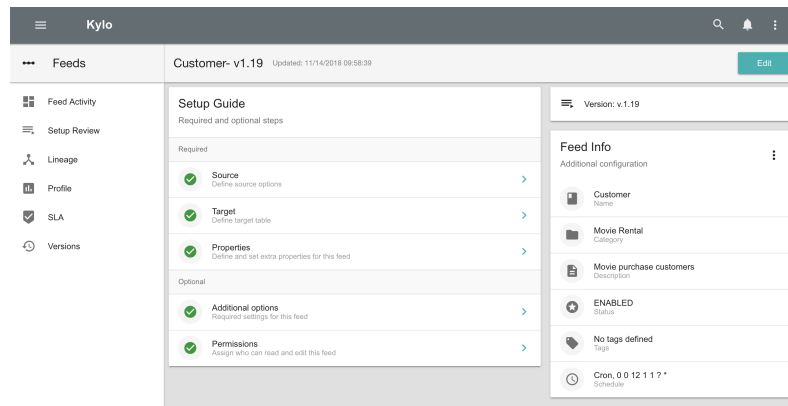 Kylo
Feeds
Customer- v1.19 Updated: 11/14/2018 09:58:39
Edit
Feed Activity
Setup Review
Lineage
Profile
SLA
Versions
Setup Guide
Required and optional steps
Required
Source
Define source options
Target
Define target table
Properties
Define and set extra properties for this feed
Optional
Additional options
Required settings for this feed
Permissions
Assign who can read and edit this feed
Version: v.1.19
Feed Info
Additional configuration
Customer
Name
Movie Rental
Category
Movie purchase customers
Description
ENABLED
Status
No tags defined
Tags
Cron, 0 0 12 1 1 ? *
Schedule